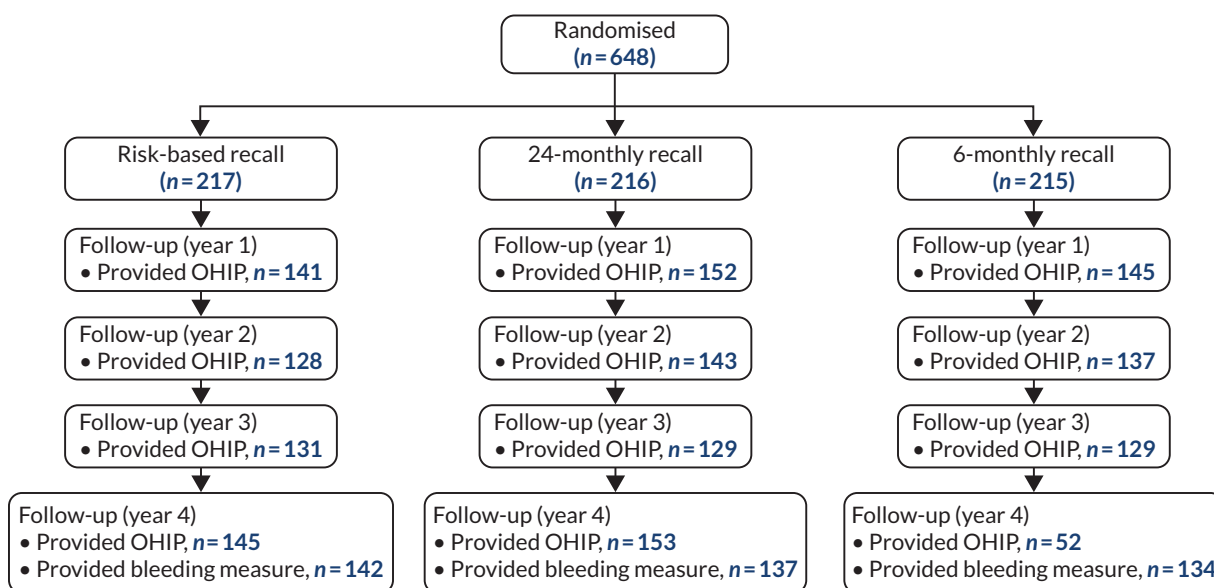 Randomised
(n=648)
Risk-based recall
(n=217)
24-monthly recall
(n=216)
6-monthly recall
(n=215)
Follow-up (year 1)
• Provided OHIP, n=141
Follow-up (year 1)
• Provided OHIP, n=152
Follow-up (year 1)
• Provided OHIP, n=145
Follow-up (year 2)
• Provided OHIP, n=128
Follow-up (year 2)
• Provided OHIP, n=143
Follow-up (year 2)
• Provided OHIP, n=137
Follow-up (year 3)
• Provided OHIP, n=131
Follow-up (year 3)
• Provided OHIP, n=129
Follow-up (year 3)
• Provided OHIP, n=129
Follow-up (year 4)
• Provided OHIP, n=145
• Provided bleeding measure, n=142
Follow-up (year 4)
• Provided OHIP, n=153
• Provided bleeding measure, n=137
Follow-up (year 4)
• Provided OHIP, n=52
• Provided bleeding measure, n=134